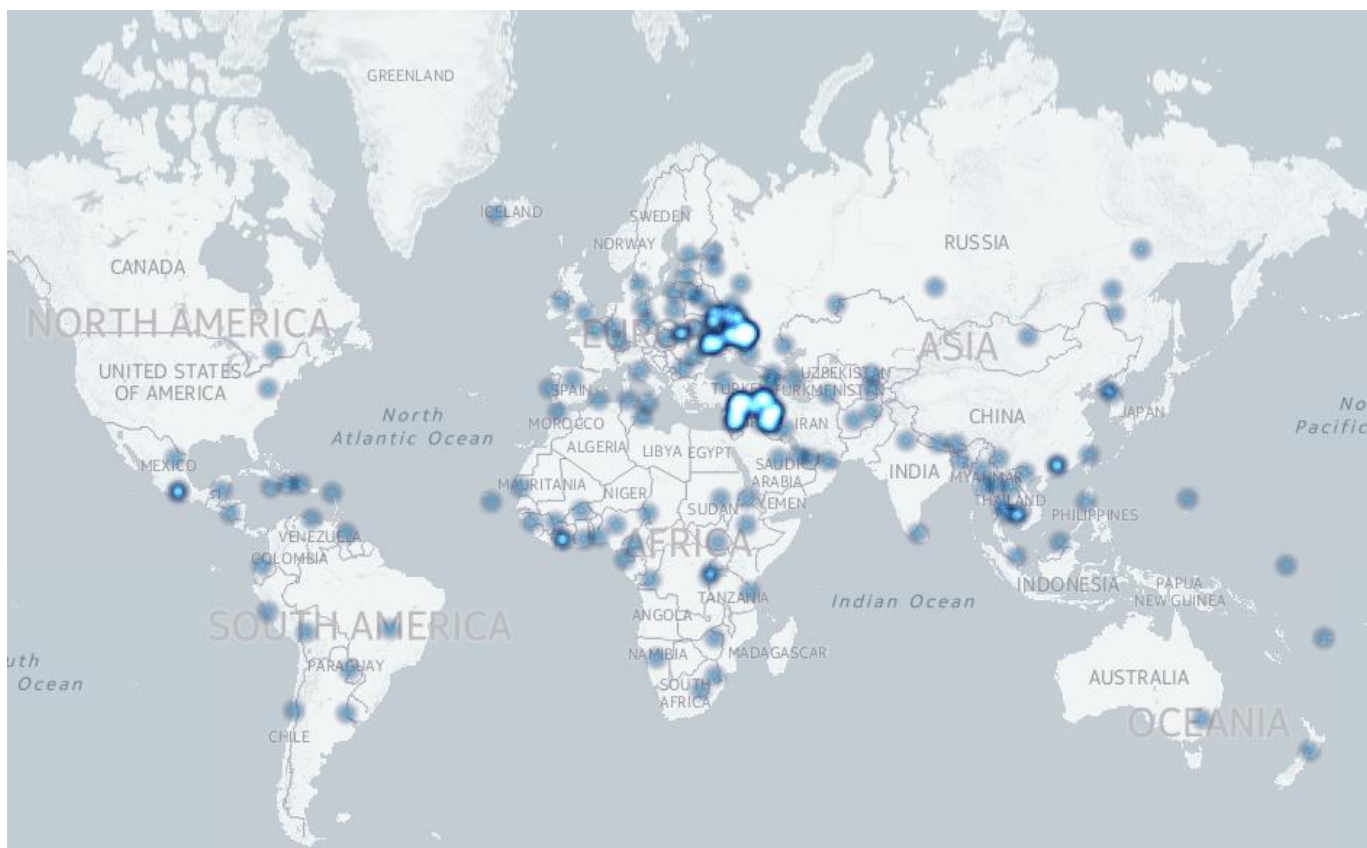 GREENLAND
ICELAND
SWEDEN
NORWAY
RUSSIA
CANADA
NORTH AMERICA
EUROP
ASIA
UNITED STATES
OF AMERICA
SPAIN
UZBEKISTAN
TURKMENISTAN
North
Atlantic Ocean
MOROCCO
IRAN
CHINA
JAPAN
No
Pacific
ALGERIA
LIBYA
EGYPT
MEXICO
SAUDI
ARABIA
INDIA
MYANMAR
MAURITANIA
NIGER
SUDAN
YEMEN
THAILAND
PHILIPPINES
VENEZUELA
COLOMBIA
AFRICA
INDONESIA
PAPUA
NEW GUINEA
TANZANIA
Indian Ocean
ANGOLA
SOUTH AMERICA
NAMIBIA
MADAGASCAR
uth
Ocean
PARAGUAY
SOUTH
AFRICA
AUSTRALIA
OCEANIA
CHILE